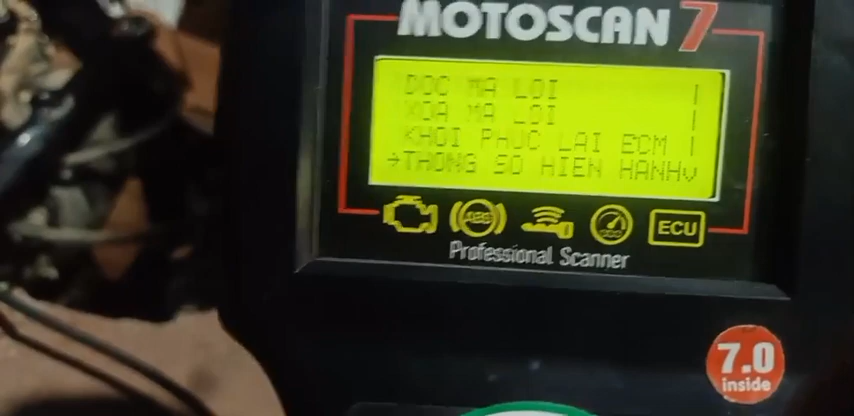 MOTOSCAN 7
DOC MA LOI
XOA MA LOI
KHOI PHUC LAI ECM
→THONG SO HIEN HANH
ABS
ECU
Professional Scanner
7.0
inside